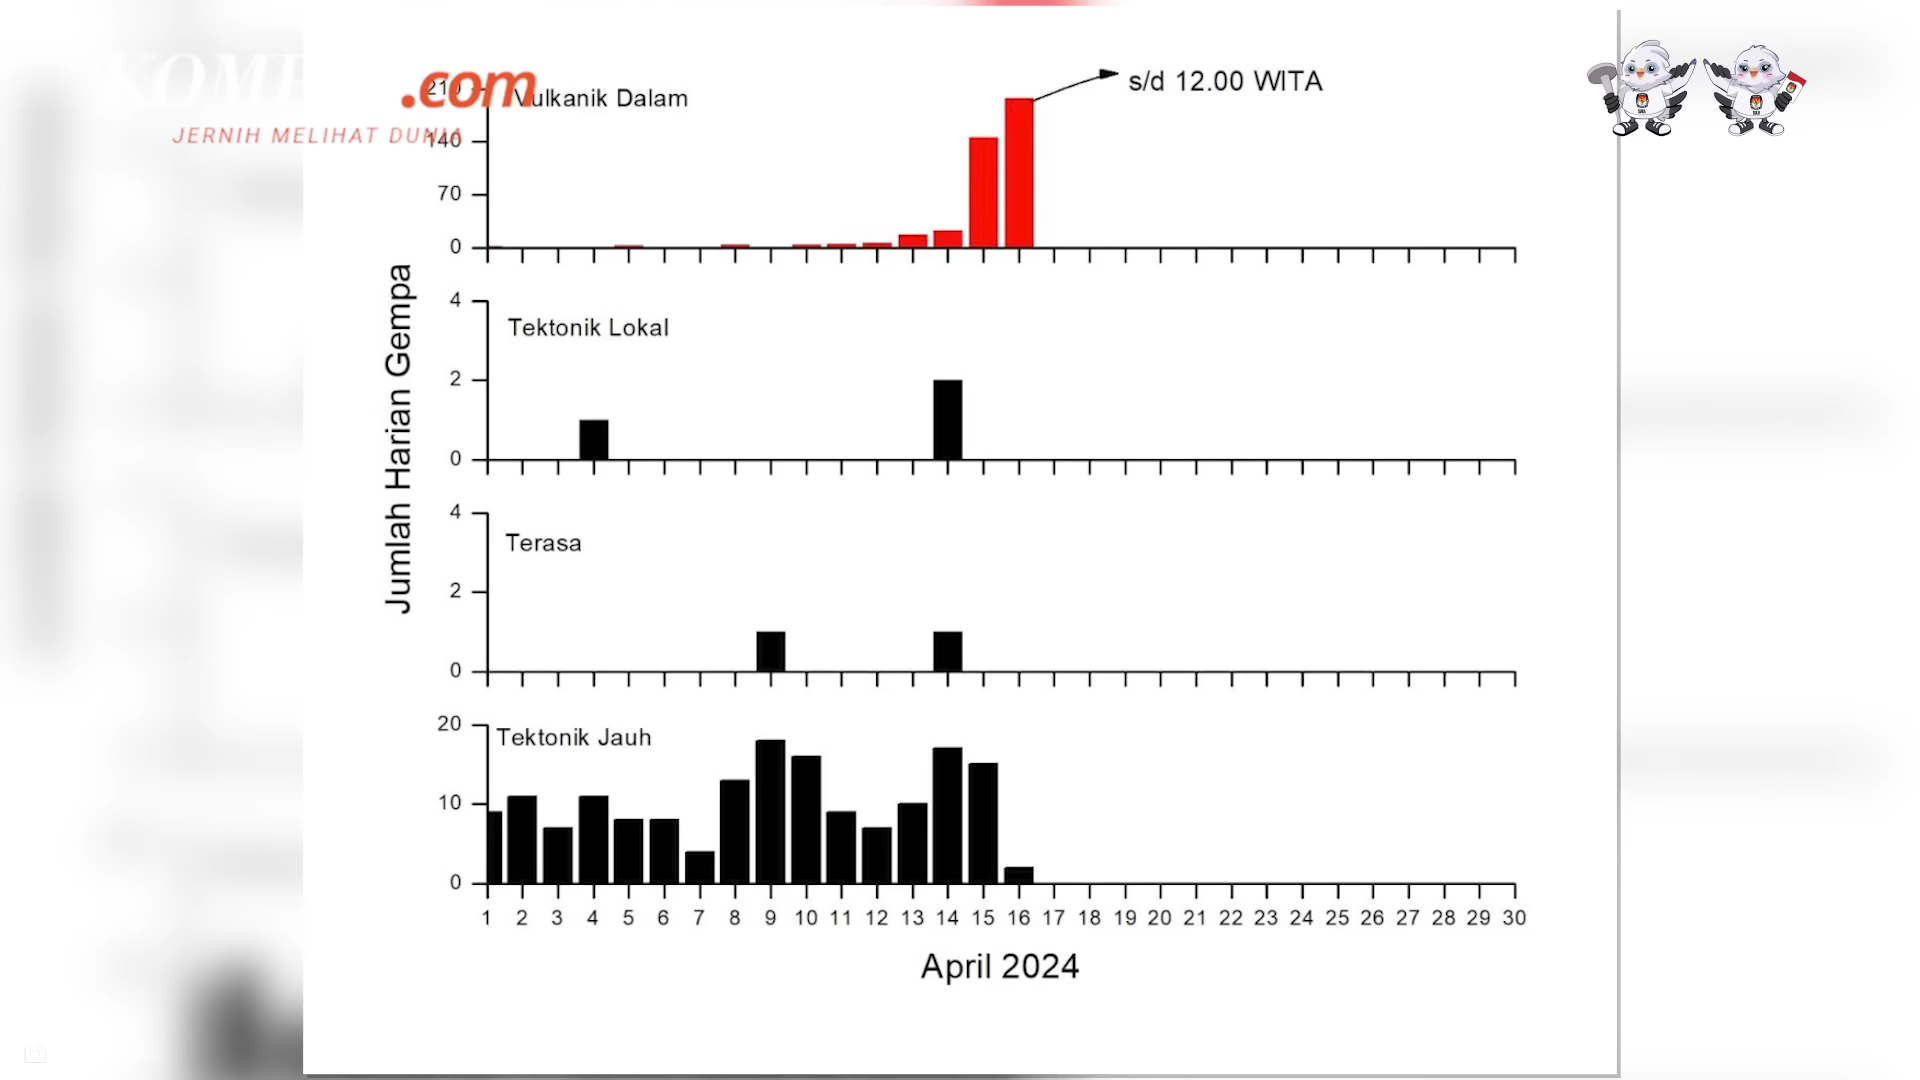 KOMP
.com
JERNIH MELIHAT DUNIA
Vulkanik Dalam
s/d 12.00 WITA
210
140
70
0
Jumlah Harian Gempa
4
Tektonik Lokal
2
0
4
Terasa
2
0
20
Tektonik Jauh
10
0
1 2 3 4 5 6 7 8 9 10 11 12 13 14 15 16 17 18 19 20 21 22 23 24 25 26 27 28 29 30
April 2024